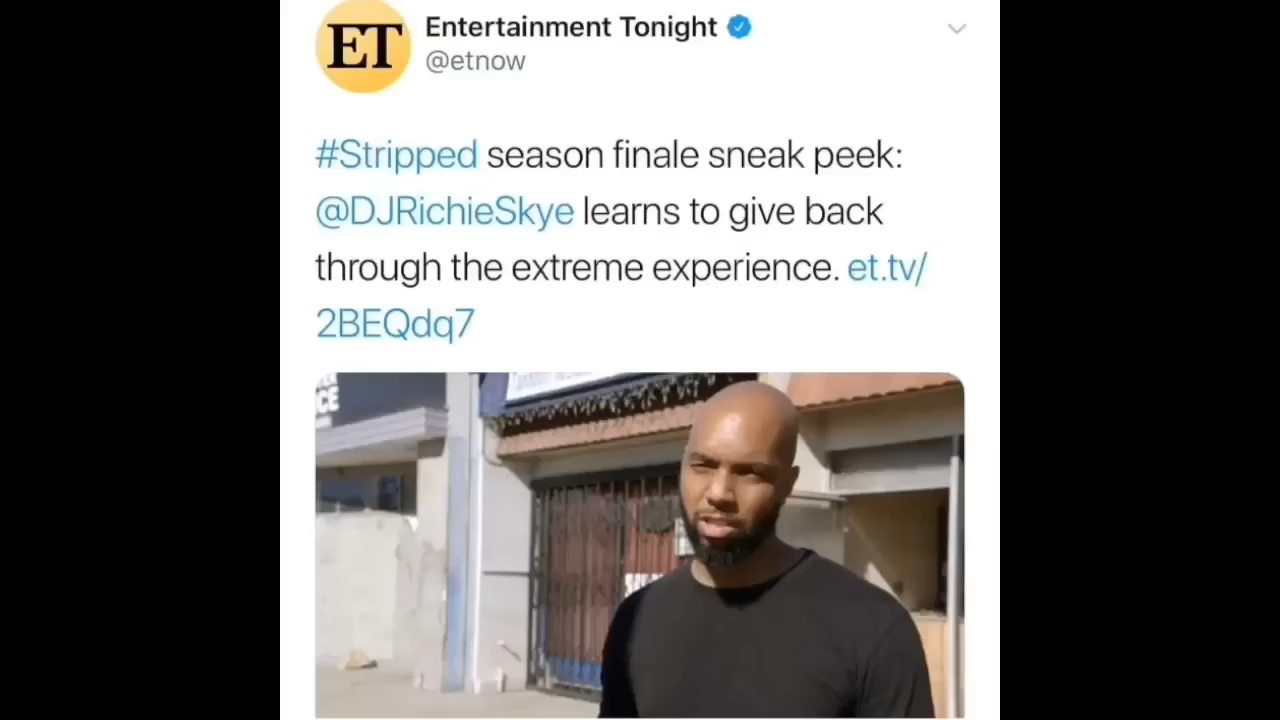 ET
Entertainment Tonight
@etnow
#Stripped season finale sneak peek:
@DJRichieSkye learns to give back
through the extreme experience. et.tv/
2BEQdq7
CE